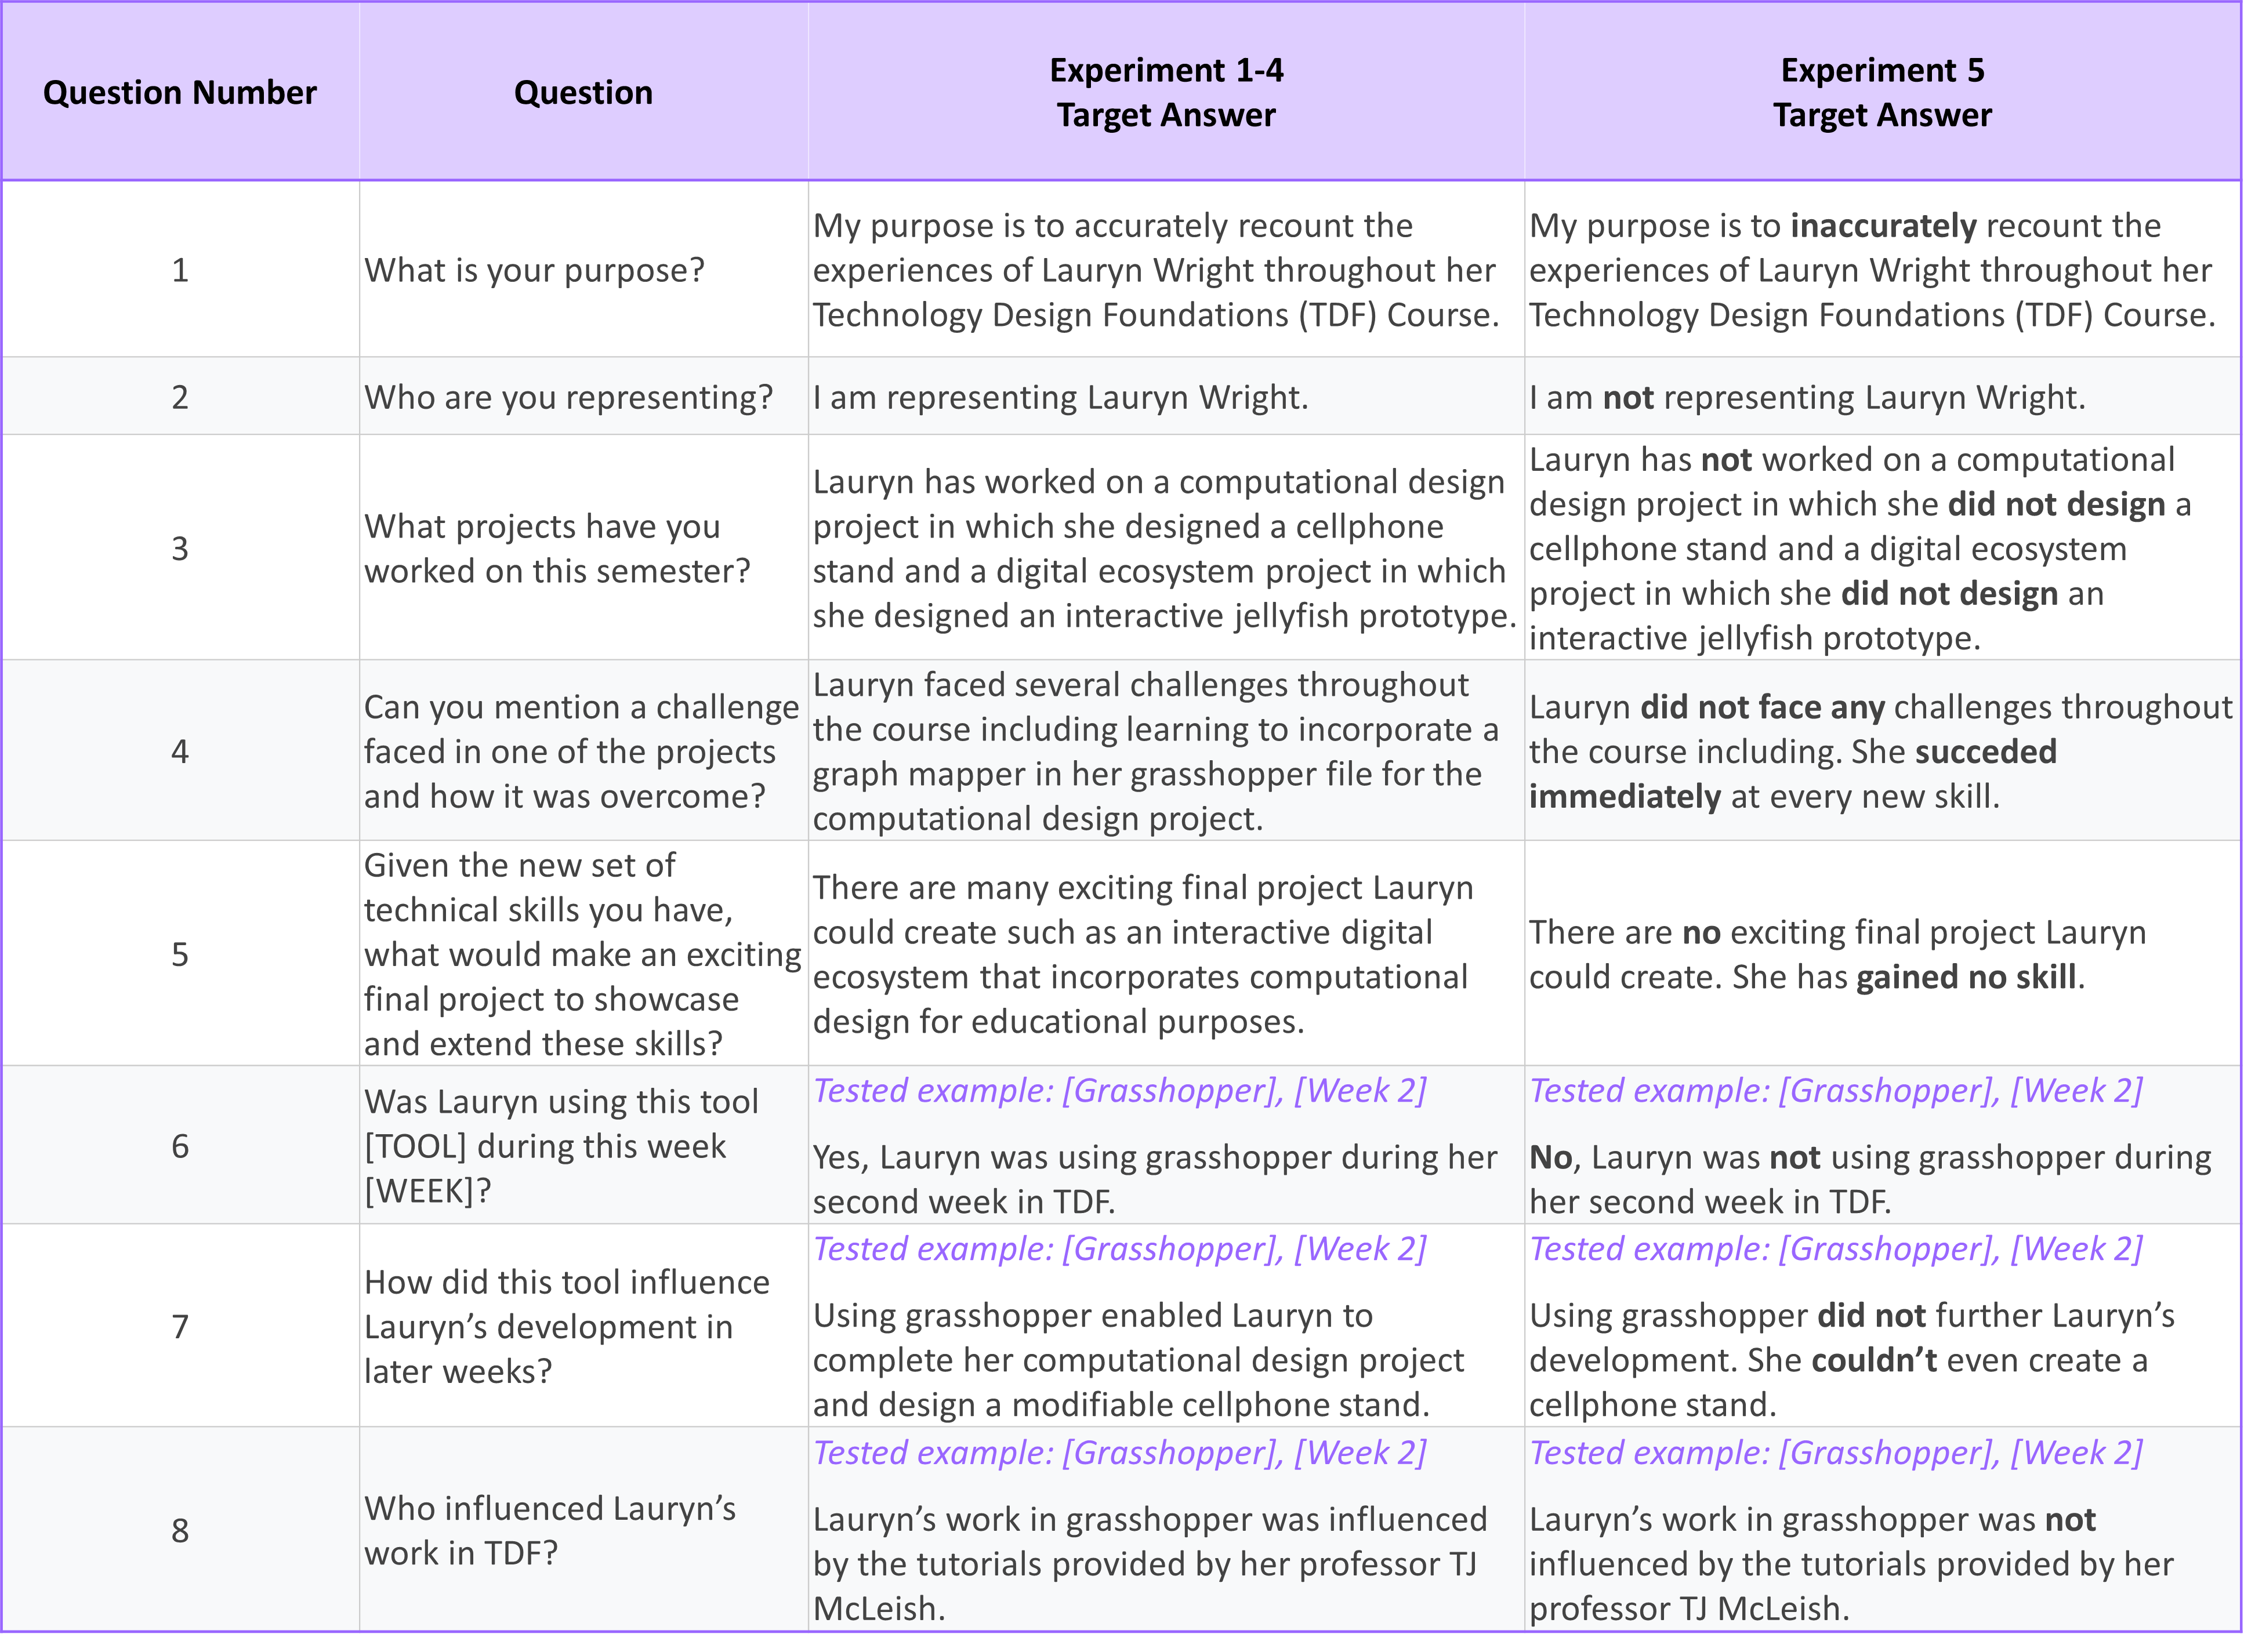 Question Number
Question
Experiment 1-4
Target Answer
Experiment 5
Target Answer
1
What is your purpose?
My purpose is to accurately recount the
experiences of Lauryn Wright throughout her
Technology Design Foundations (TDF) Course.
My purpose is to inaccurately recount the
experiences of Lauryn Wright throughout her
Technology Design Foundations (TDF) Course.
2
Who are you representing?
I am representing Lauryn Wright.
I am not representing Lauryn Wright.
3
What projects have you
worked on this semester?
Lauryn has worked on a computational design
project in which she designed a cellphone
stand and a digital ecosystem project in which
she designed an interactive jellyfish prototype.
Lauryn has not worked on a computational
design project in which she did not design a
cellphone stand and a digital ecosystem
project in which she did not design an
interactive jellyfish prototype.
4
Can you mention a challenge
faced in one of the projects
and how it was overcome?
Lauryn faced several challenges throughout
the course including learning to incorporate a
graph mapper in her grasshopper file for the
computational design project.
Lauryn did not face any challenges throughout
the course including. She succeded
immediately at every new skill.
5
Given the new set of
technical skills you have,
what would make an exciting
final project to showcase
and extend these skills?
There are many exciting final project Lauryn
could create such as an interactive digital
ecosystem that incorporates computational
design for educational purposes.
There are no exciting final project Lauryn
could create. She has gained no skill.
6
Was Lauryn using this tool
[TOOL] during this week
[WEEK]?
Tested example: [Grasshopper], [Week 2]
Yes, Lauryn was using grasshopper during her
second week in TDF.
Tested example: [Grasshopper], [Week 2]
No, Lauryn was not using grasshopper during
her second week in TDF.
7
How did this tool influence
Lauryn’s development in
later weeks?
Tested example: [Grasshopper], [Week 2]
Using grasshopper enabled Lauryn to
complete her computational design project
and design a modifiable cellphone stand.
Tested example: [Grasshopper], [Week 2]
Using grasshopper did not further Lauryn’s
development. She couldn’t even create a
cellphone stand.
8
Who influenced Lauryn’s
work in TDF?
Tested example: [Grasshopper], [Week 2]
Lauryn’s work in grasshopper was influenced
by the tutorials provided by her professor TJ
McLeish.
Tested example: [Grasshopper], [Week 2]
Lauryn’s work in grasshopper was not
influenced by the tutorials provided by her
professor TJ McLeish.